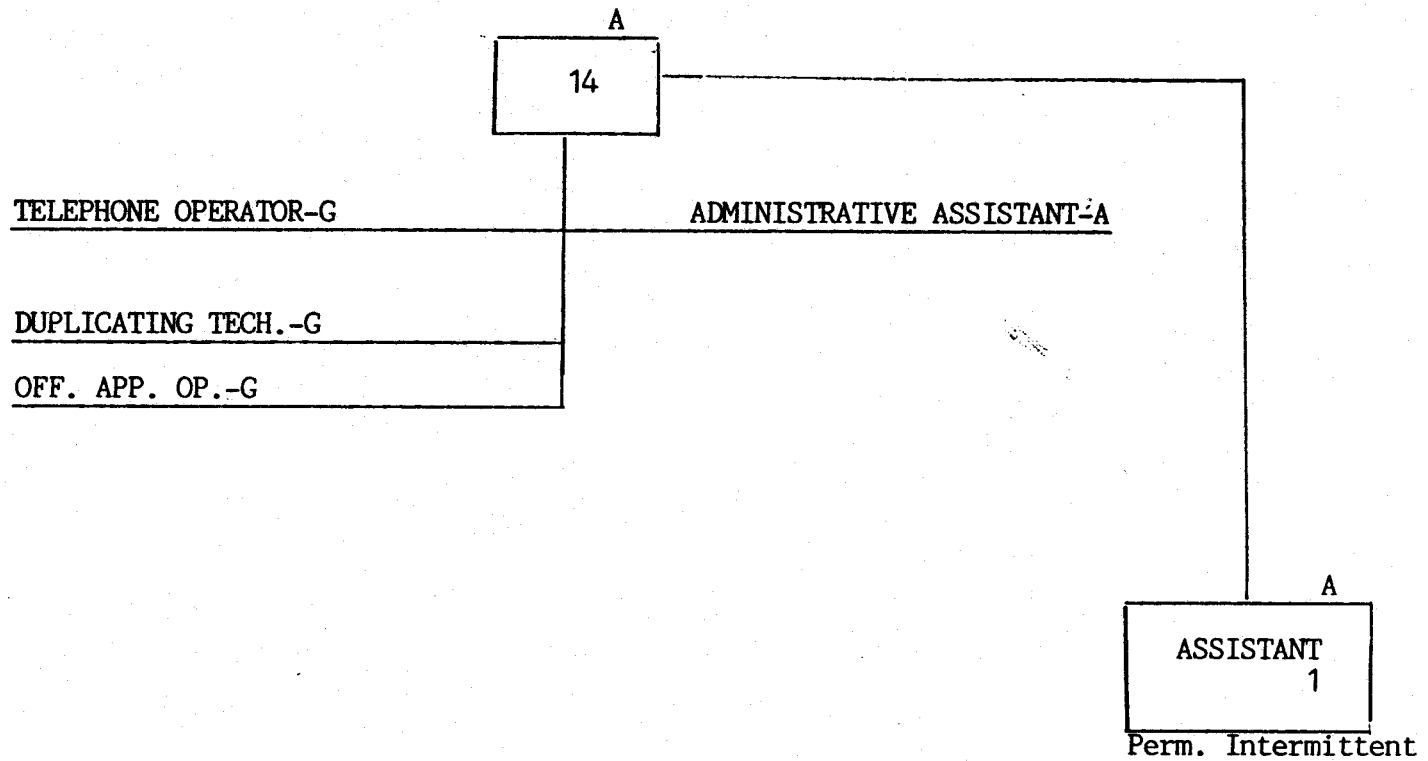 A
14
TELEPHONE OPERATOR-G
ADMINISTRATIVE ASSISTANT-A
DUPLICATING TECH.-G
OFF. APP. OP.-G
A
ASSISTANT
1
Perm. Intermittent